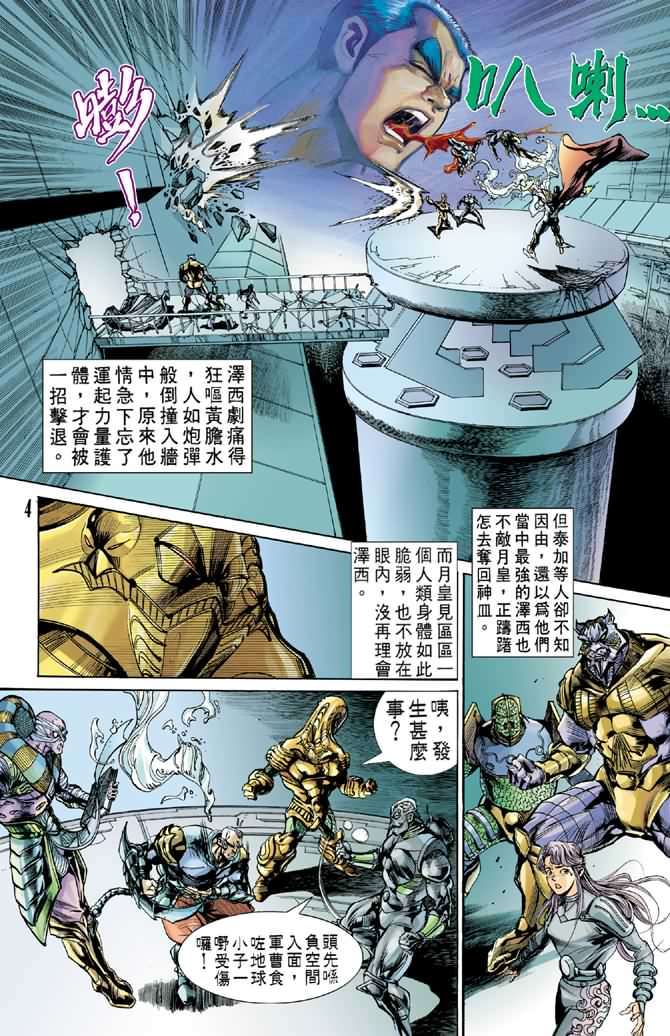 叭喇...
嘭！
澤西劇痛得
狂嘔黃膽水
，人如炮彈
般倒撞入牆
中，原來他
情急下忘了
運起力量護
體，才會被
一招擊退。
但泰加等人卻不知
因由，還以為他們
當中最強的澤西也
不敵月皇，正躊躇
怎去奪回神皿。
而月皇見區區一
個人類身體如此
脆弱，也不放在
眼內，沒再理會
澤西。
4
咦，發
生甚麼
事？
頭先喺
負空間
入面，
軍曹食
咗地球
小子一
嘢受傷
囉！